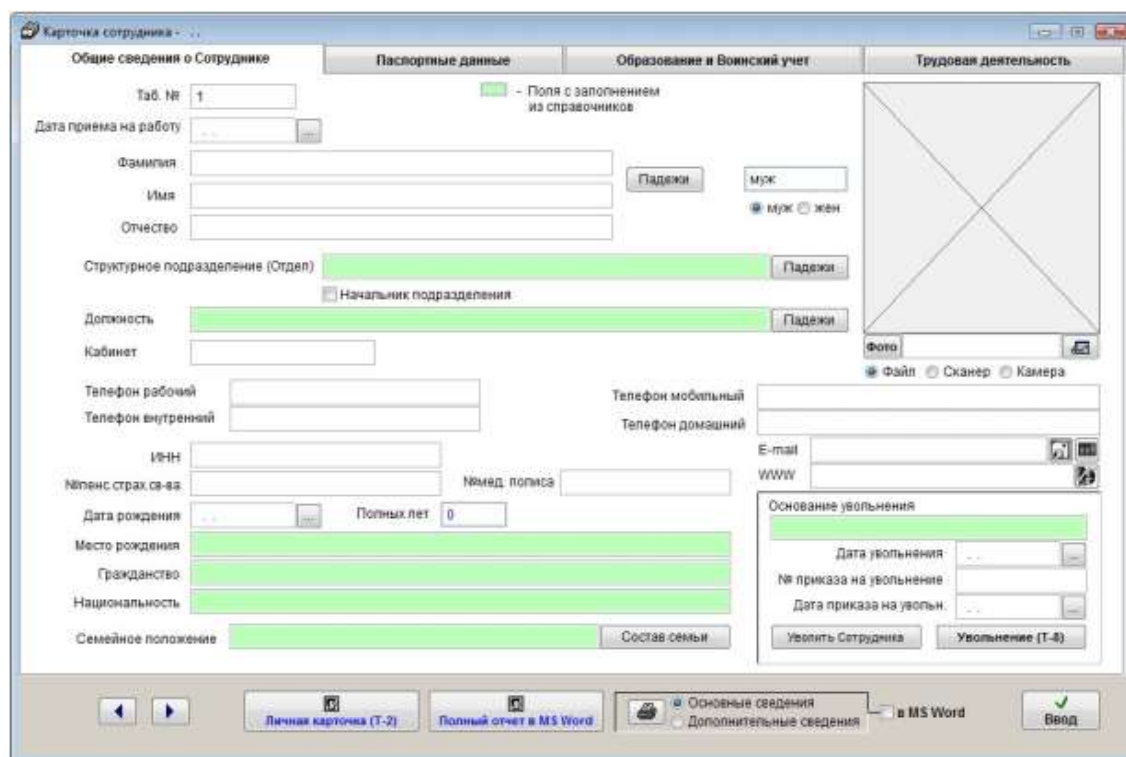 Карточка сотрудника - . .
Общие сведения о Сотруднике
Паспортные данные
Образование и Воинский учет
Трудовая деятельность
Таб. № 1
- Поля с заполнением
из справочников
Дата приема на работу . . ...
Фамилия
Имя
Отчество
Падежи
муж
муж жен
Структурное подразделение (Отдел) Падежи
Начальник подразделения
Должность Падежи
Кабинет
Фото
Файл Сканер Камера
Телефон рабочий
Телефон внутренний
Телефон мобильный
Телефон домашний
E-mail
WWW
ИНН
№пенс.страх.св-ва
№мед. полиса
Дата рождения . . ...
Полных лет 0
Место рождения
Гражданство
Национальность
Семейное положение Состав семьи
Основание увольнения
Дата увольнения . . ...
№ приказа на увольнение
Дата приказа на увольн. . . ...
Уволить Сотрудника
Увольнение (Т-8)
Личная карточка (Т-2)
Полный отчет в MS Word
Основные сведения
Дополнительные сведения
в MS Word
Ввод